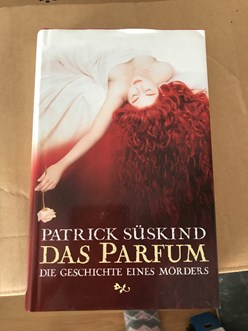 PATRICK SÜSKIND
DAS PARFUM
DIE GESCHICHTE EINES MÖRDERS